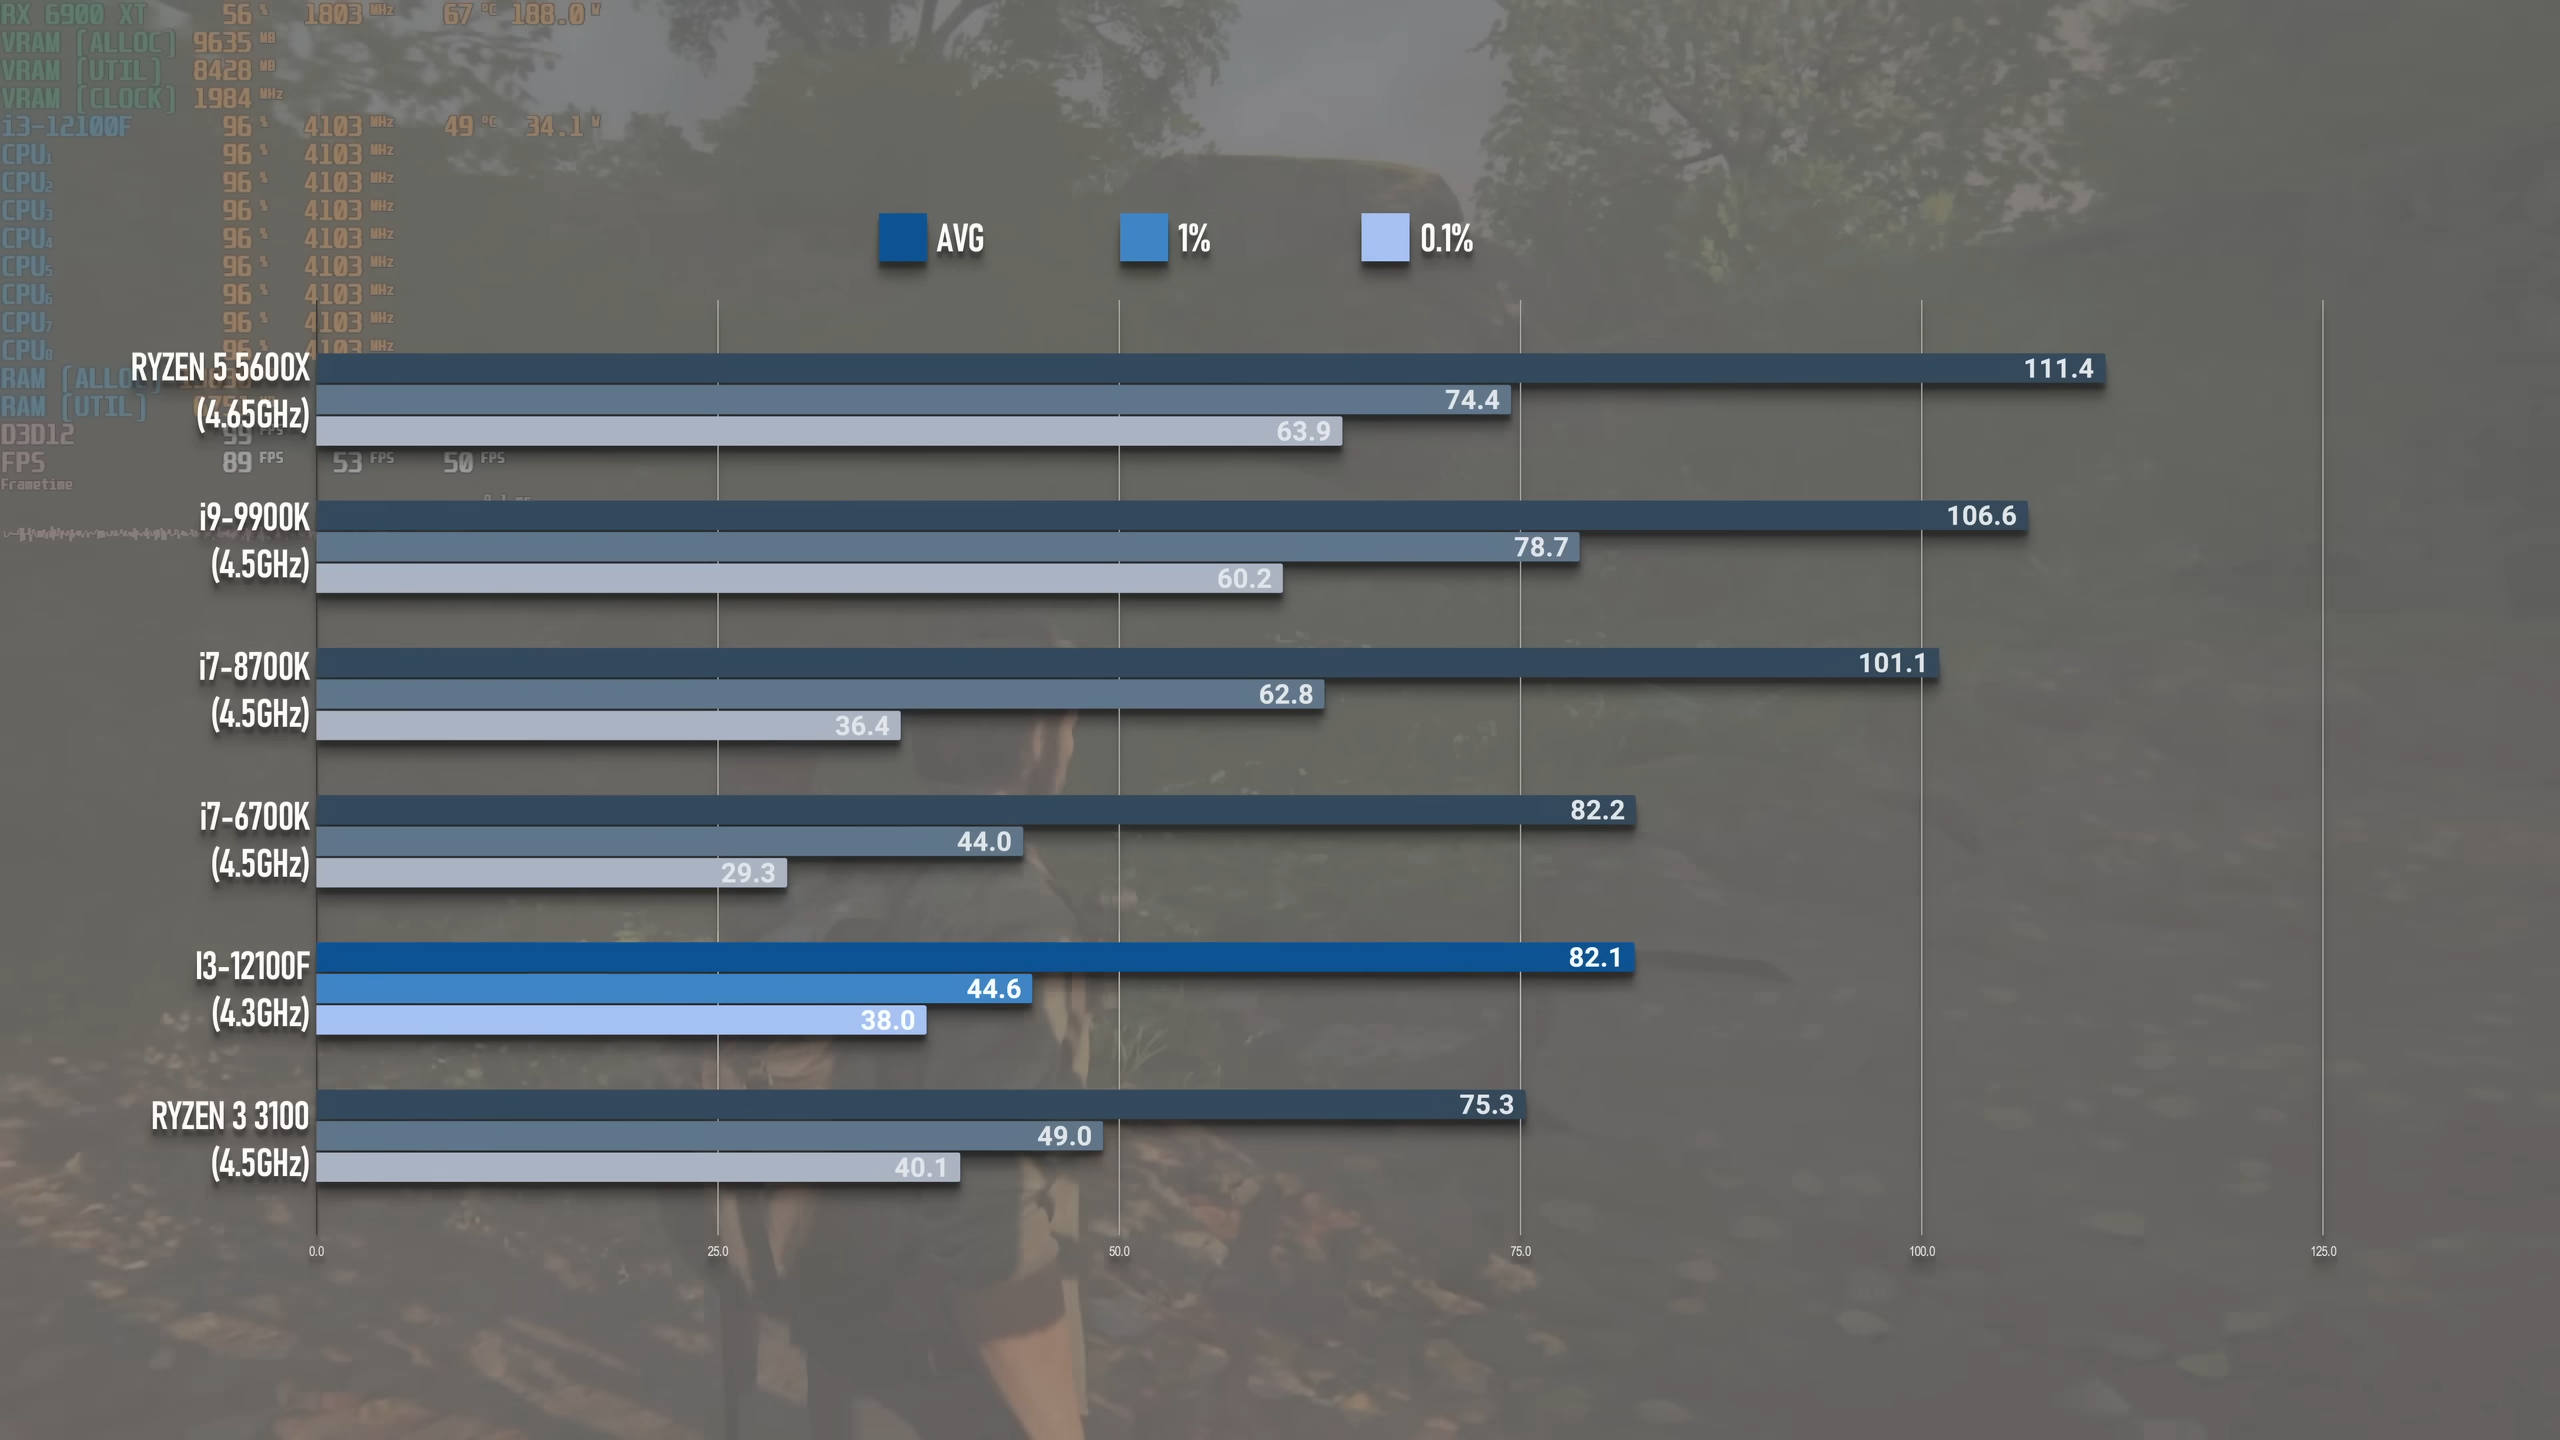 RX 6900 XT 56 % 1803 MHz 67 °C 188.0 W
VRAM [ALLOC] 9635 MB
VRAM [UTIL] 8428 MB
VRAM [CLOCK] 1984 MHz
i3-12100F 96 % 4103 MHz 49 °C 34.1 W
CPU1 96 % 4103 MHz
CPU2 96 % 4103 MHz
CPU3 96 % 4103 MHz
CPU4 96 % 4103 MHz
CPU5 96 % 4103 MHz
CPU6 96 % 4103 MHz
CPU7 96 % 4103 MHz
CPU8 96 % 4103 MHz
RAM [ALLOC]
RAM [UTIL]
D3D12 99 FPS
FPS 89 FPS 53 FPS 50 FPS
Frametime
AVG 1% 0.1%
RYZEN 5 5600X
(4.65GHz)
111.4
74.4
63.9
i9-9900K
(4.5GHz)
106.6
78.7
60.2
i7-8700K
(4.5GHz)
101.1
62.8
36.4
i7-6700K
(4.5GHz)
82.2
44.0
29.3
I3-12100F
(4.3GHz)
82.1
44.6
38.0
RYZEN 3 3100
(4.5GHz)
75.3
49.0
40.1
0.0 25.0 50.0 75.0 100.0 125.0